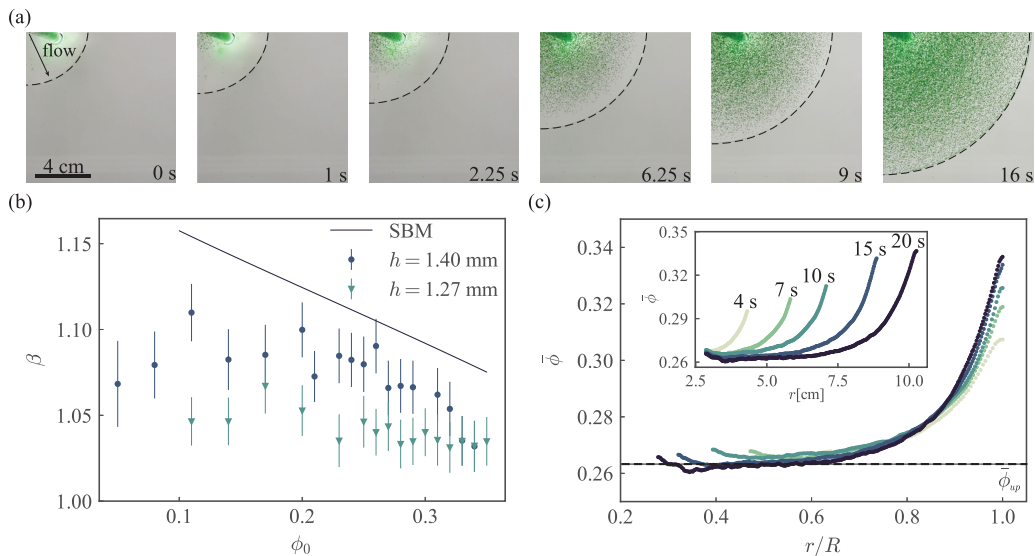 (a)
flow
4 cm
0 s
1 s
2.25 s
6.25 s
9 s
16 s
(b)
β
1.15
1.10
1.05
1.00
0.1
0.2
0.3
ϕ₀
SBM
h = 1.40 mm
h = 1.27 mm
(c)
ϕ̄
0.34
0.32
0.30
0.28
0.26
0.2
0.4
0.6
0.8
1.0
r/R
ϕ̄up
ϕ̄
0.33
0.31
0.28
0.26
2.5
5.0
7.5
10.0
r[cm]
4 s
7 s
10 s
15 s
20 s